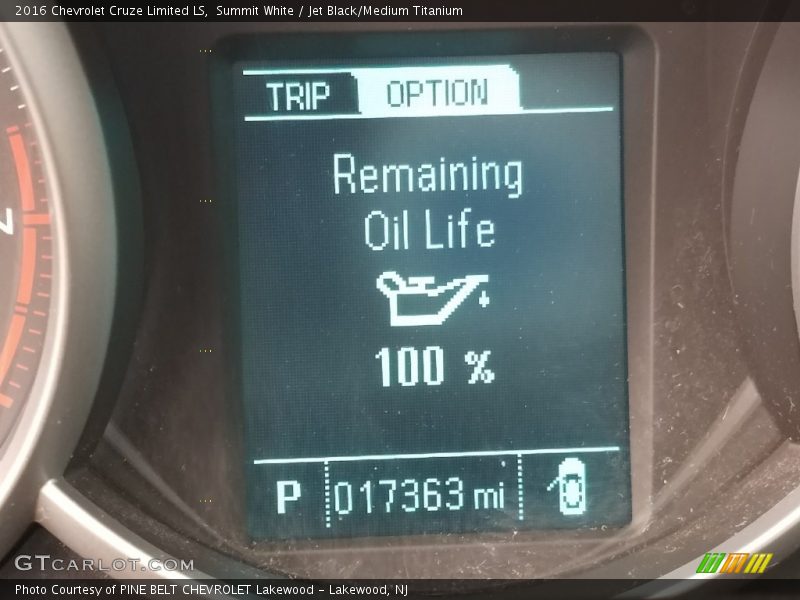 2016 Chevrolet Cruze Limited LS, Summit White / Jet Black/Medium Titanium
TRIP OPTION
Remaining
Oil Life
100 %
P 017363 mi
GTCARLOT.COM
Photo Courtesy of PINE BELT CHEVROLET Lakewood - Lakewood, NJ